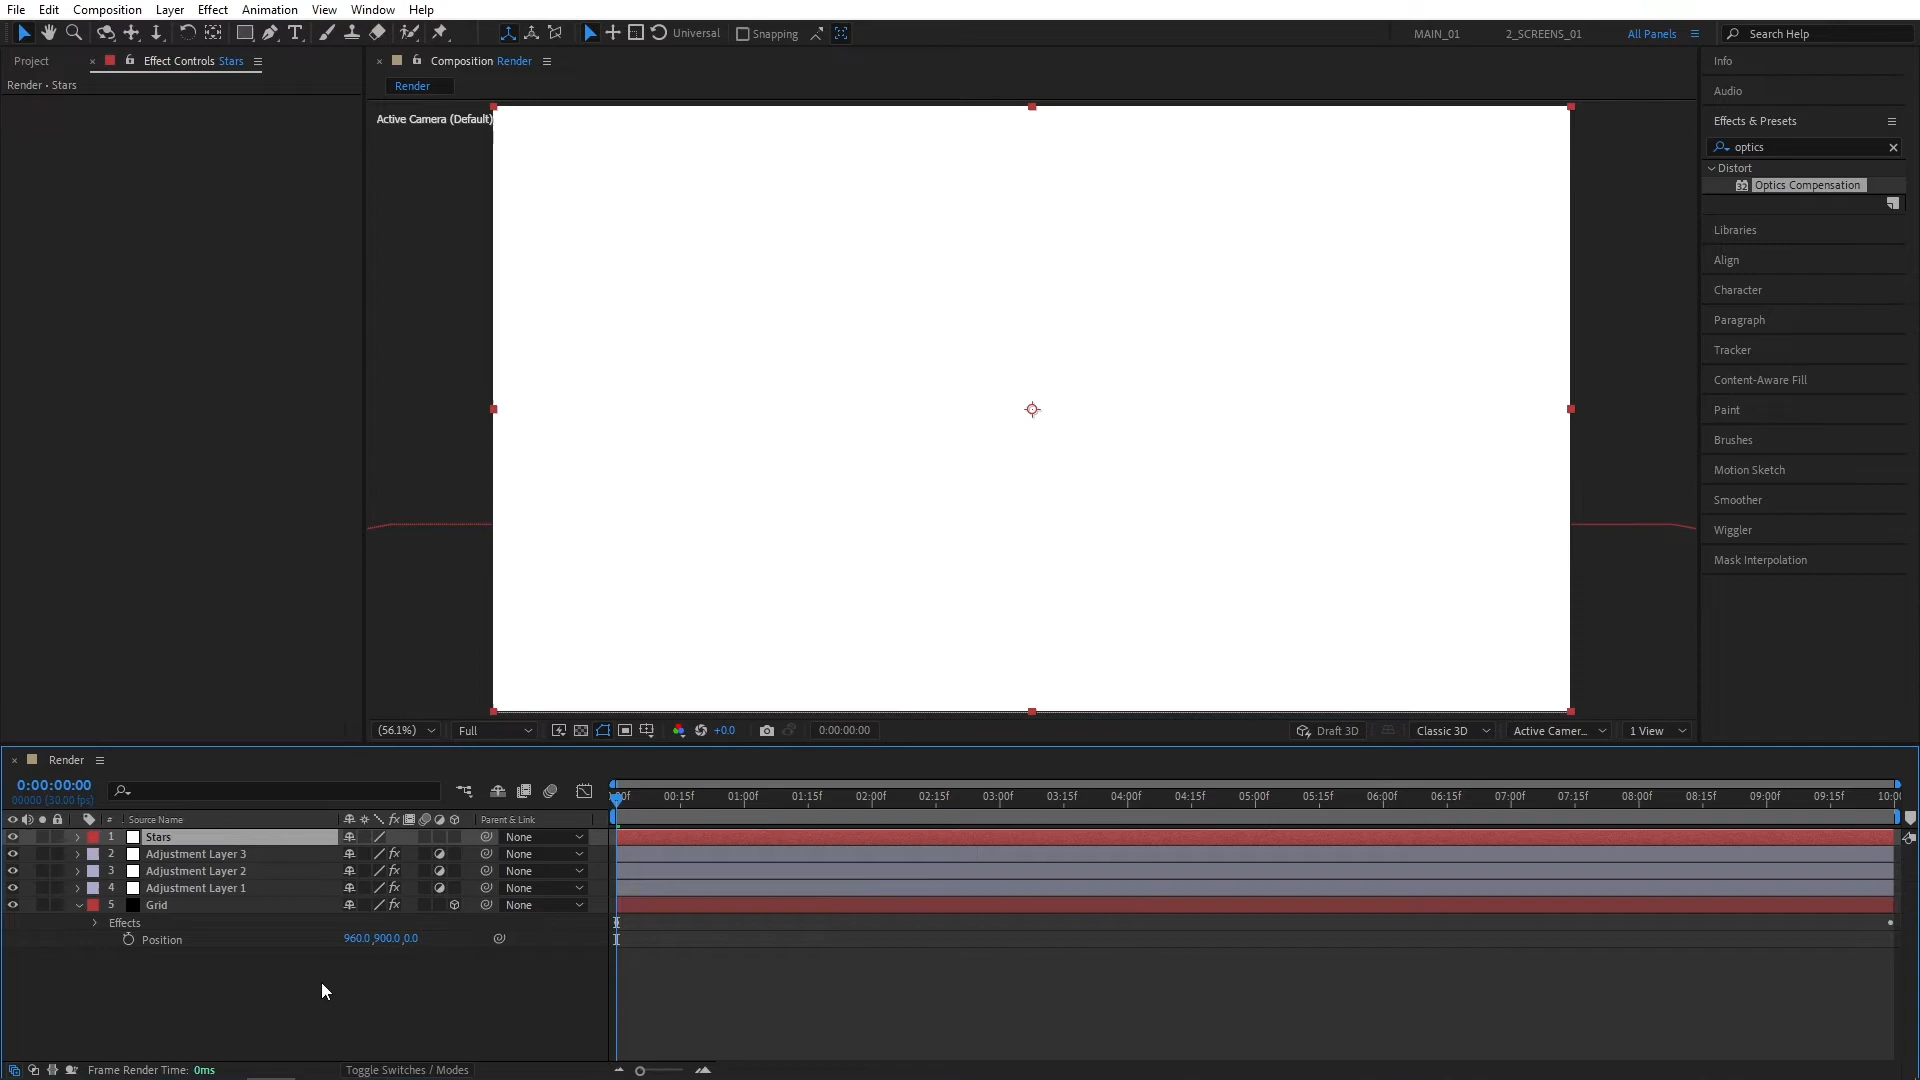 File Edit Composition Layer Effect Animation View Window Help
Universal Snapping MAIN_01 2_SCREENS_01 All Panels Search Help
Project Effect Controls Stars
Render • Stars
Composition Render
Render
Active Camera (Default)
Info
Audio
Effects & Presets
optics
Distort
32 Optics Compensation
Libraries
Align
Character
Paragraph
Tracker
Content-Aware Fill
Paint
Brushes
Motion Sketch
Smoother
Wiggler
Mask Interpolation
(56.1%) Full +0.0 0:00:00:00 Draft 3D Classic 3D Active Camer... 1 View
Render
0:00:00:00
00000 (30.00 fps)
00:15f 01:00f 01:15f 02:00f 02:15f 03:00f 03:15f 04:00f 04:15f 05:00f 05:15f 06:00f 06:15f 07:00f 07:15f 08:00f 08:15f 09:00f 09:15f 10:0
# Source Name fx Parent & Link
1 Stars None
2 Adjustment Layer 3 fx None
3 Adjustment Layer 2 fx None
4 Adjustment Layer 1 fx None
5 Grid fx None
Effects
Position 960.0,900.0,0.0
Frame Render Time: 0ms Toggle Switches / Modes